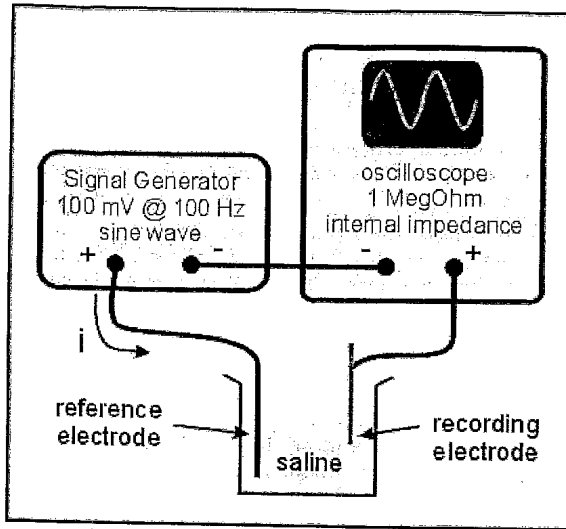 Signal Generator
100 mV @ 100 Hz
sine wave
+ -
oscilloscope
1 MegOhm
internal impedance
- +
i
reference
electrode
saline
recording
electrode